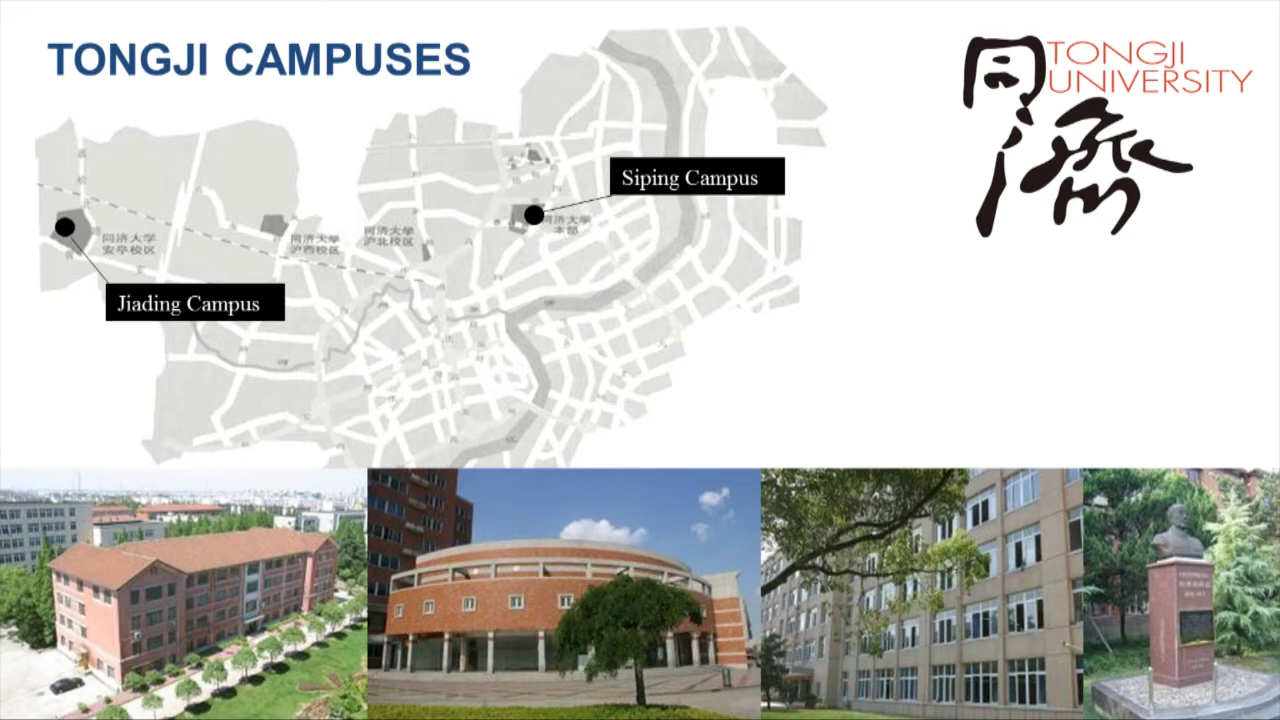 TONGJI CAMPUSES
同濟
TONGJI
UNIVERSITY
Siping Campus
同济大學
本部
同济大学
安亭校区
同济大学
沪西校区
同济大学
沪北校区
Jiading Campus